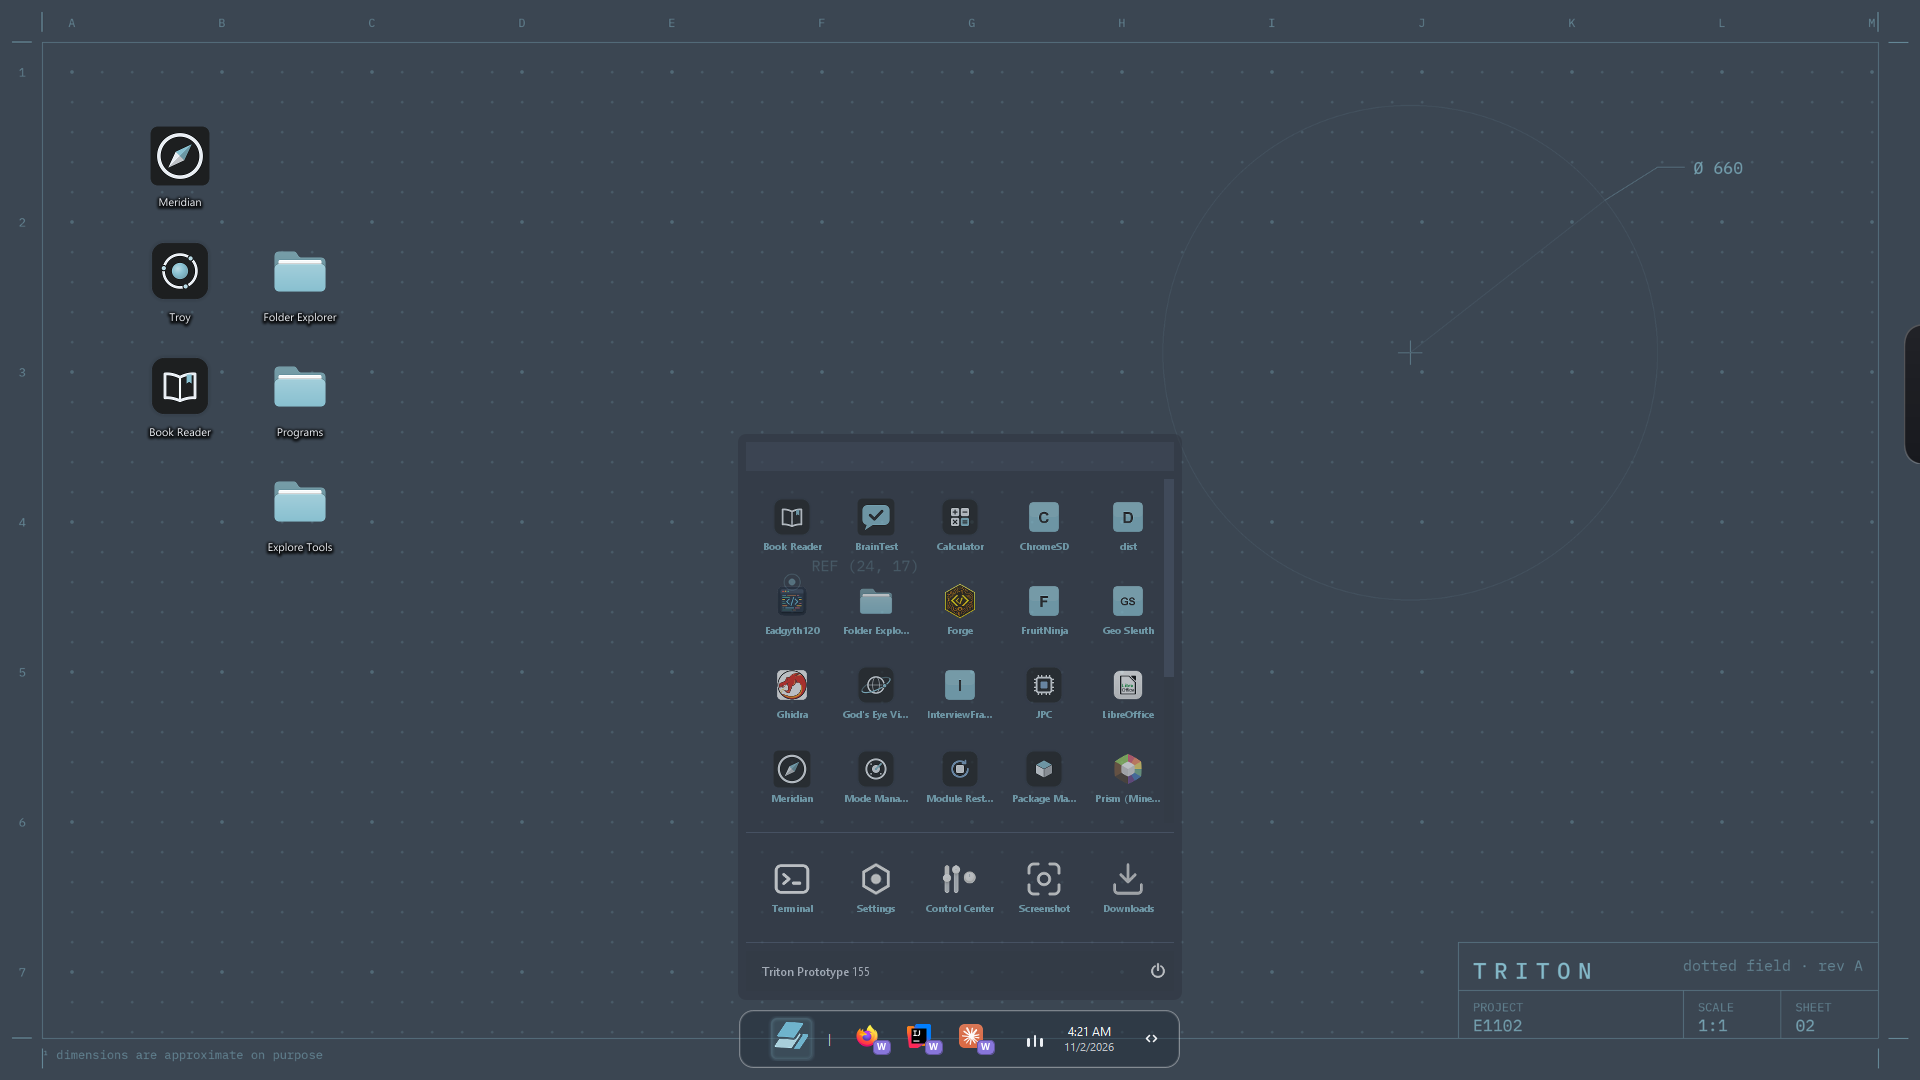 A B C D E F G H I J K L M
1
Ø 660
Meridian
2
Troy
Folder Explorer
3
Book Reader
Programs
4
Explore Tools
5
6
7
C
D
Book Reader BrainTest Calculator ChromeSD dist
REF (24, 17)
F
GS
Eadgyth120 Folder Explo... Forge FruitNinja Geo Sleuth
I
Libre
Office
Ghidra God's Eye Vi... InterviewFra... JPC LibreOffice
Meridian Mode Mana... Module Rest... Package Ma... Prism (Mine...
Terminal Settings Control Center Screenshot Downloads
Triton Prototype 155
TRITON
dotted field · rev A
PROJECT
E1102
SCALE
1:1
SHEET
02
IJ
W W W
4:21 AM
11/2/2026
dimensions are approximate on purpose